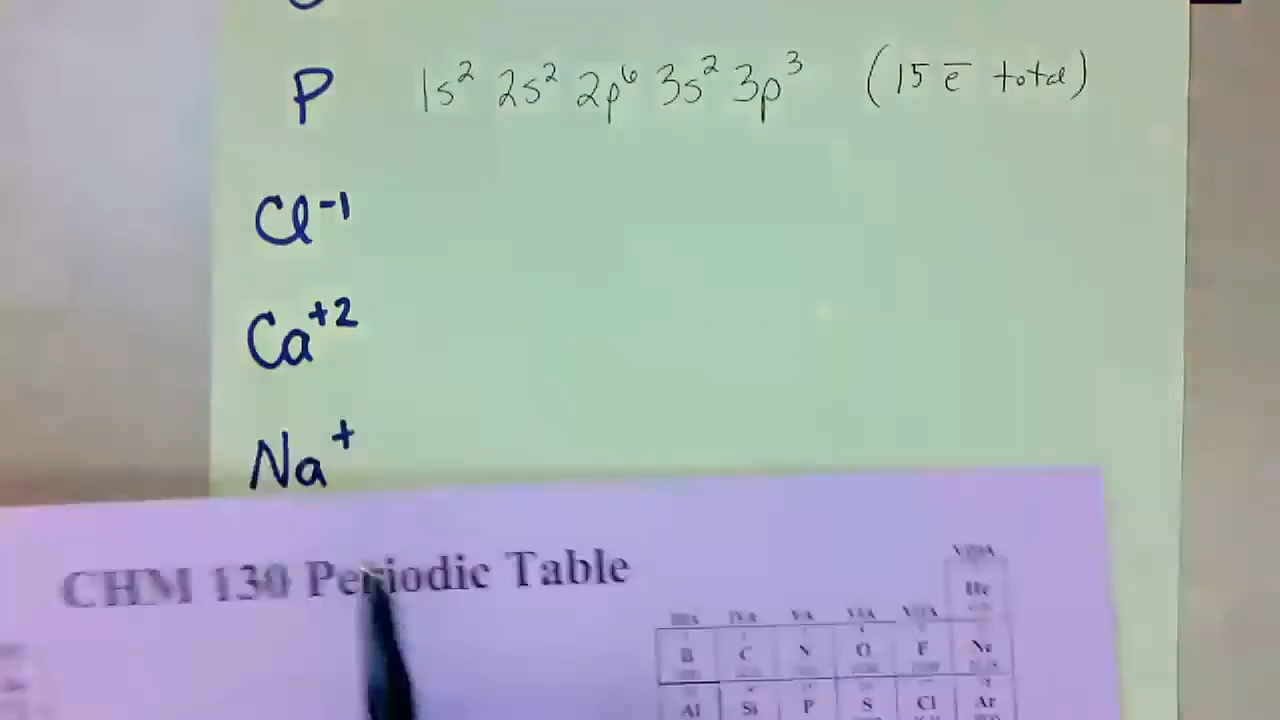 P 1s² 2s² 2p⁶ 3s² 3p³ (15 e̅ total)
Cl⁻¹
Ca⁺²
Na⁺
CHM 130 Periodic Table
He
B C N O F Ne
Al Si P S Cl Ar